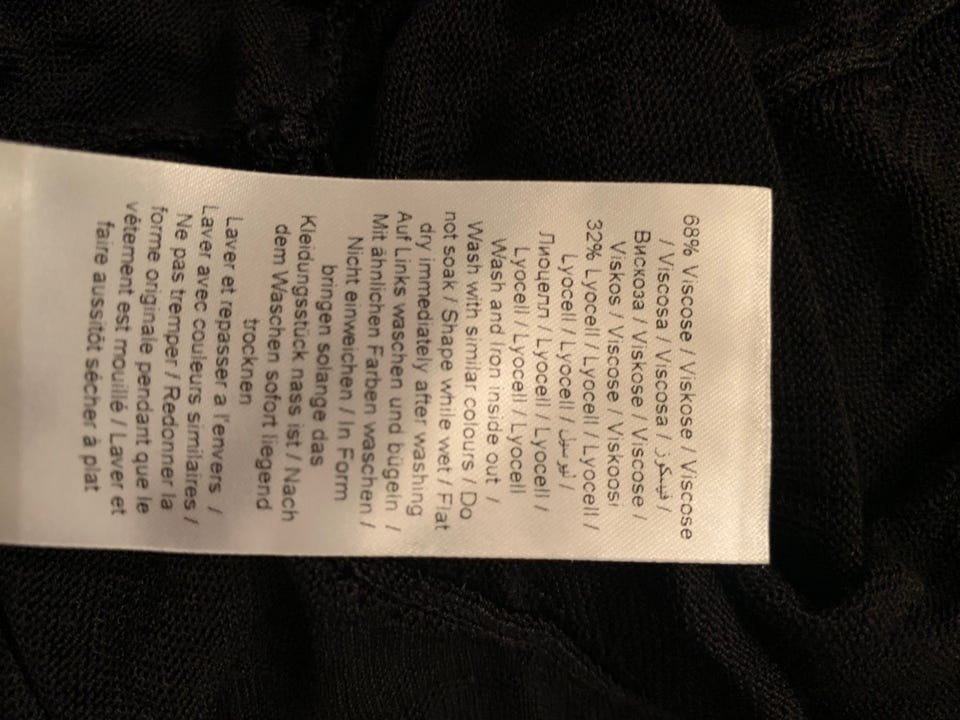 68% Viscose / Viskose / Viscose
/ Viscosa / Viscosa / فيسكوز /
Вискоза / Viskose / Viscose /
Viskos / Viscose / Viskoosi
32% Lyocell / Lyocell / Lyocell /
Lyocell / Lyocell / ليوسيل /
Лиоцелл / Lyocell / Lyocell /
Lyocell / Lyocell / Lyocell
Wash and Iron inside out /
Wash with similar colours / Do
not soak / Shape while wet / Flat
dry immediately after washing
Auf Links waschen und bügeln /
Mit ähnlichen Farben waschen /
Nicht einweichen / In Form
bringen solange das
Kleidungsstück nass ist / Nach
dem Waschen sofort liegend
trocknen
Laver et repasser a l'envers /
Laver avec couleurs similaires /
Ne pas tremper / Redonner la
forme originale pendant que le
vêtement est mouillé / Laver et
faire aussitôt sécher à plat